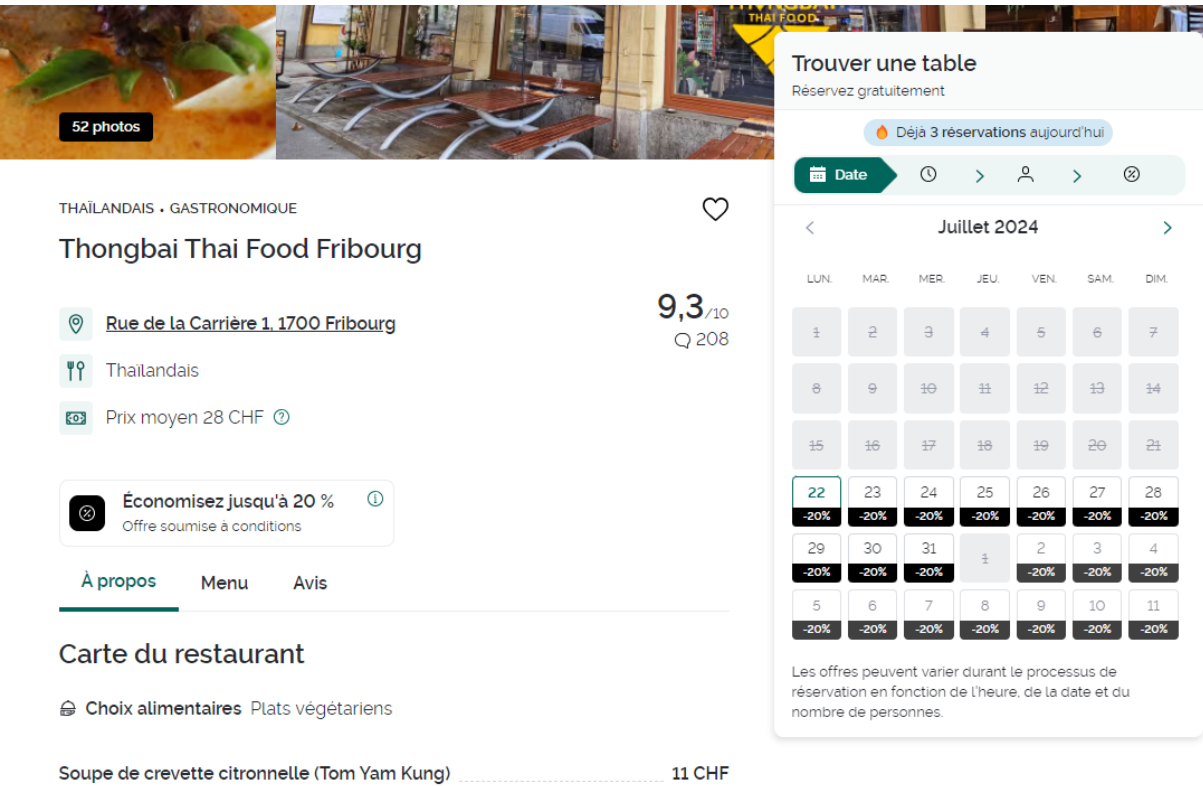 THAI FOOD
52 photos
THAÏLANDAIS • GASTRONOMIQUE
Thongbai Thai Food Fribourg
Rue de la Carrière 1, 1700 Fribourg
Thaïlandais
Prix moyen 28 CHF
9,3/10
208
Économisez jusqu'à 20 %
Offre soumise à conditions
À propos Menu Avis
Carte du restaurant
Choix alimentaires Plats végétariens
Soupe de crevette citronnelle (Tom Yam Kung) 11 CHF
Trouver une table
Réservez gratuitement
Déjà 3 réservations aujourd'hui
Date
Juillet 2024
LUN. MAR. MER. JEU. VEN. SAM. DIM.
1 2 3 4 5 6 7
8 9 10 11 12 13 14
15 16 17 18 19 20 21
22 23 24 25 26 27 28
-20% -20% -20% -20% -20% -20% -20%
29 30 31 1 2 3 4
-20% -20% -20% -20% -20% -20%
5 6 7 8 9 10 11
-20% -20% -20% -20% -20% -20% -20%
Les offres peuvent varier durant le processus de
réservation en fonction de l'heure, de la date et du
nombre de personnes.